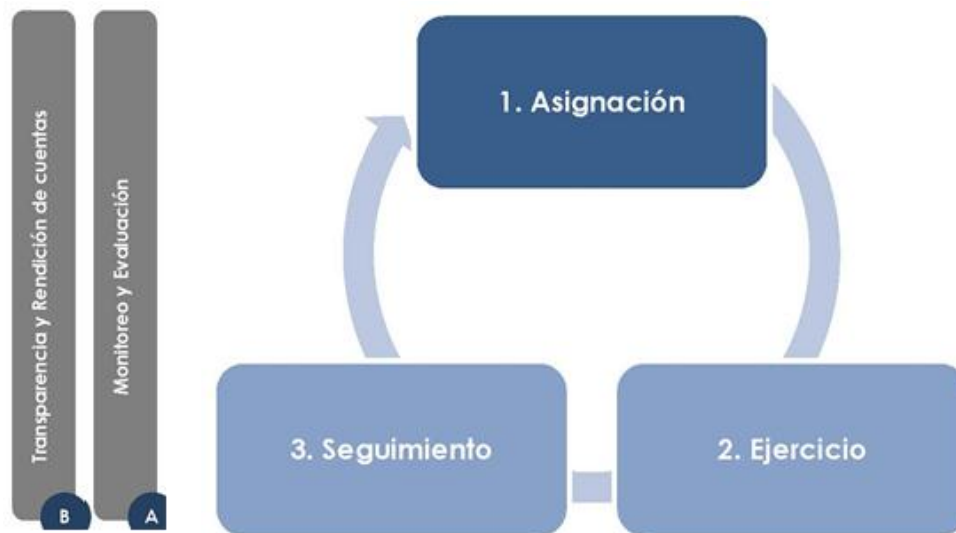 Transparencia y Rendición de cuentas
B
Monitoreo y Evaluación
A
1. Asignación
2. Ejercicio
3. Seguimiento